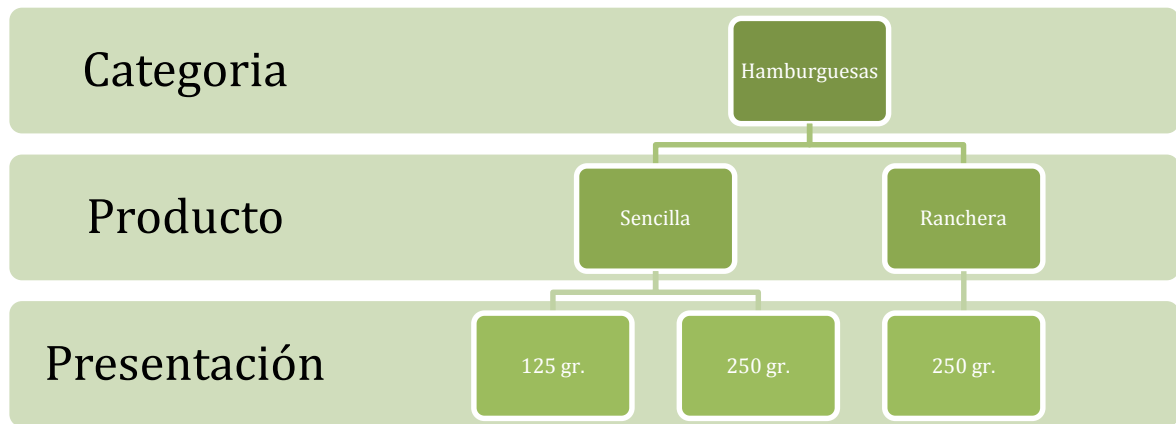 Categoria
Hamburguesas
Producto
Sencilla
Ranchera
Presentación
125 gr.
250 gr.
250 gr.